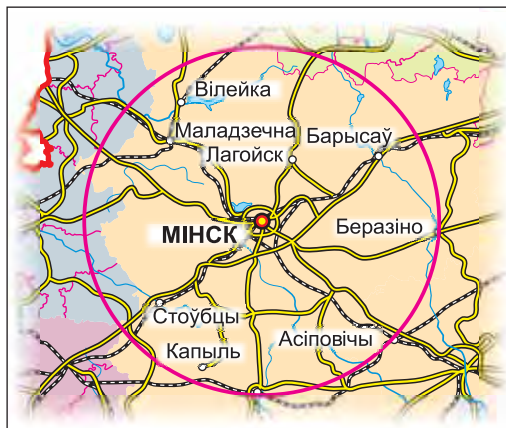 Вілейка
Маладзечна
Лагойск
Барысаў
МІНСК
Беразіно
Стоўбцы
Капыль
Асіповічы